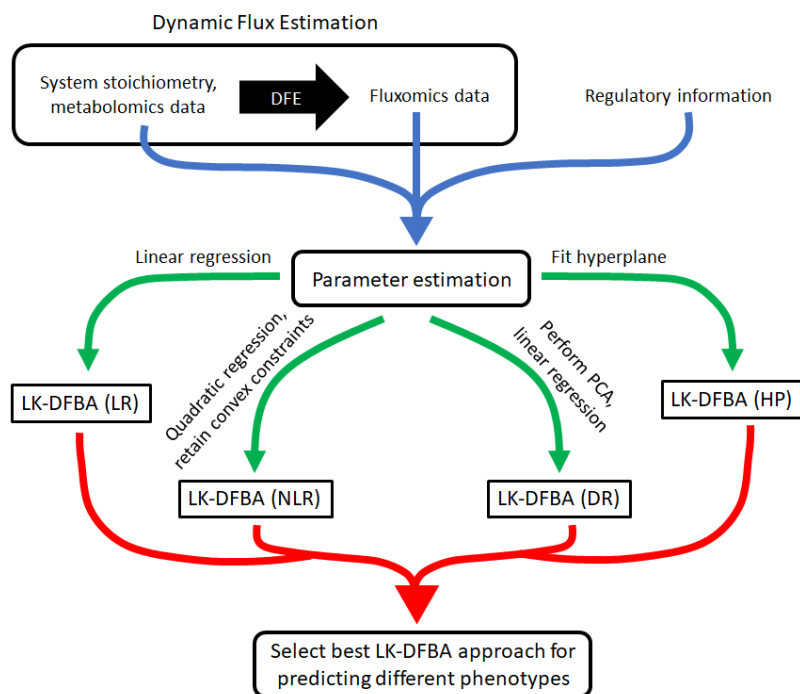 Dynamic Flux Estimation
System stoichiometry,
metabolomics data
DFE
Fluxomics data
Regulatory information
Linear regression
Parameter estimation
Fit hyperplane
Quadratic regression,
retain convex constraints
Perform PCA,
linear regression
LK-DFBA (LR)
LK-DFBA (HP)
LK-DFBA (NLR)
LK-DFBA (DR)
Select best LK-DFBA approach for
predicting different phenotypes